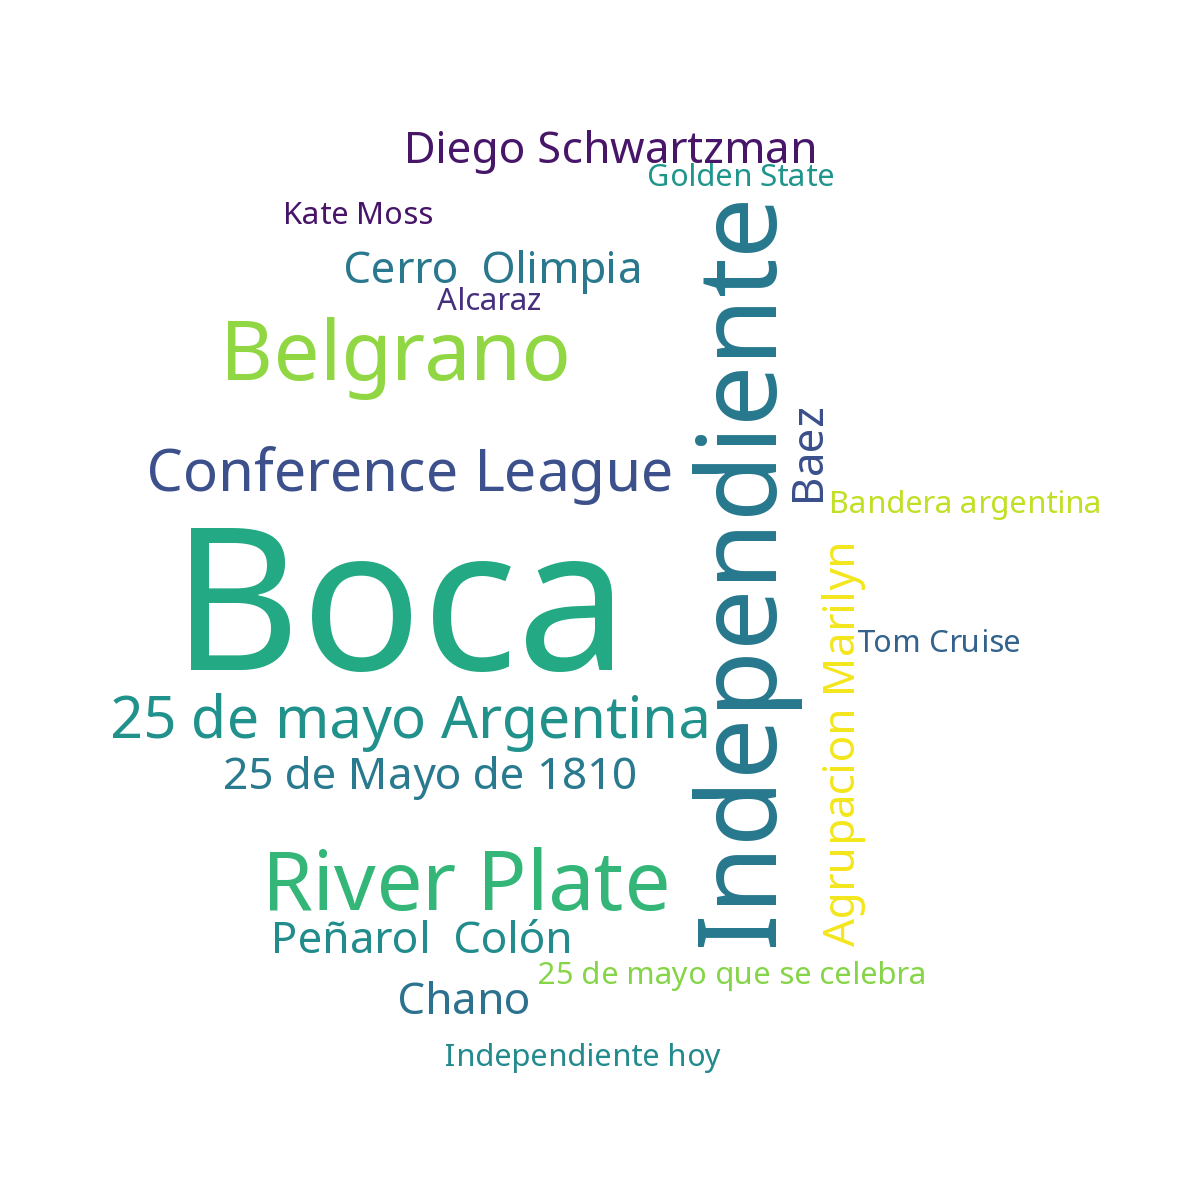 Diego Schwartzman
Golden State
Kate Moss
Cerro  Olimpia
Alcaraz
Belgrano
Independiente
Baez
Conference League
Bandera argentina
Boca
Agrupacion Marilyn
Tom Cruise
25 de mayo Argentina
25 de Mayo de 1810
River Plate
Peñarol  Colón
25 de mayo que se celebra
Chano
Independiente hoy